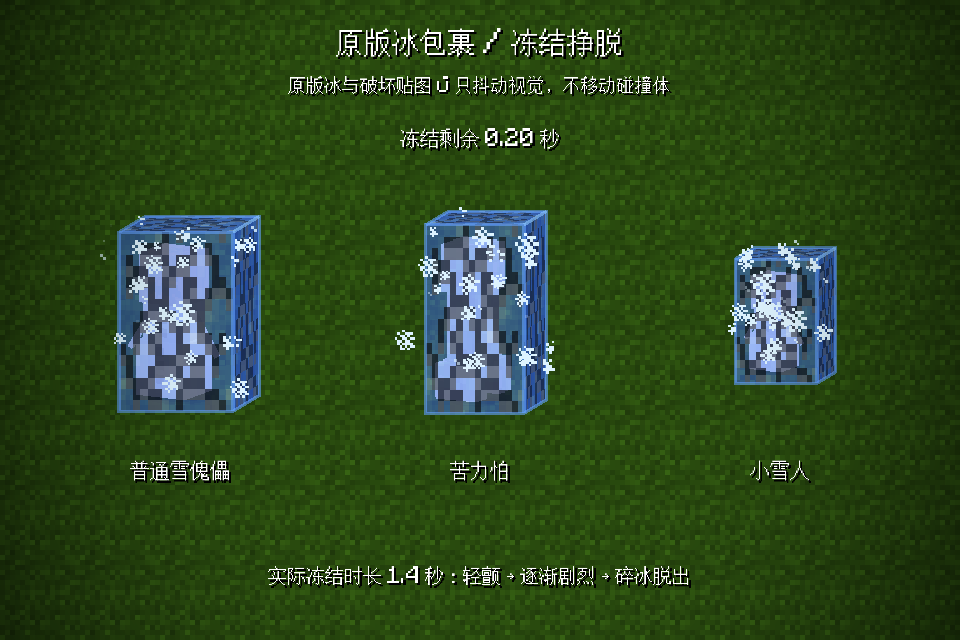 原版冰包裹 / 冻结挣脱
原版冰与破坏贴图 Ü 只抖动视觉，不移动碰撞体
冻结剩余 0.20 秒
普通雪傀儡
苦力怕
小雪人
实际冻结时长 1.4 秒：轻颤 → 逐渐剧烈 → 碎冰脱出